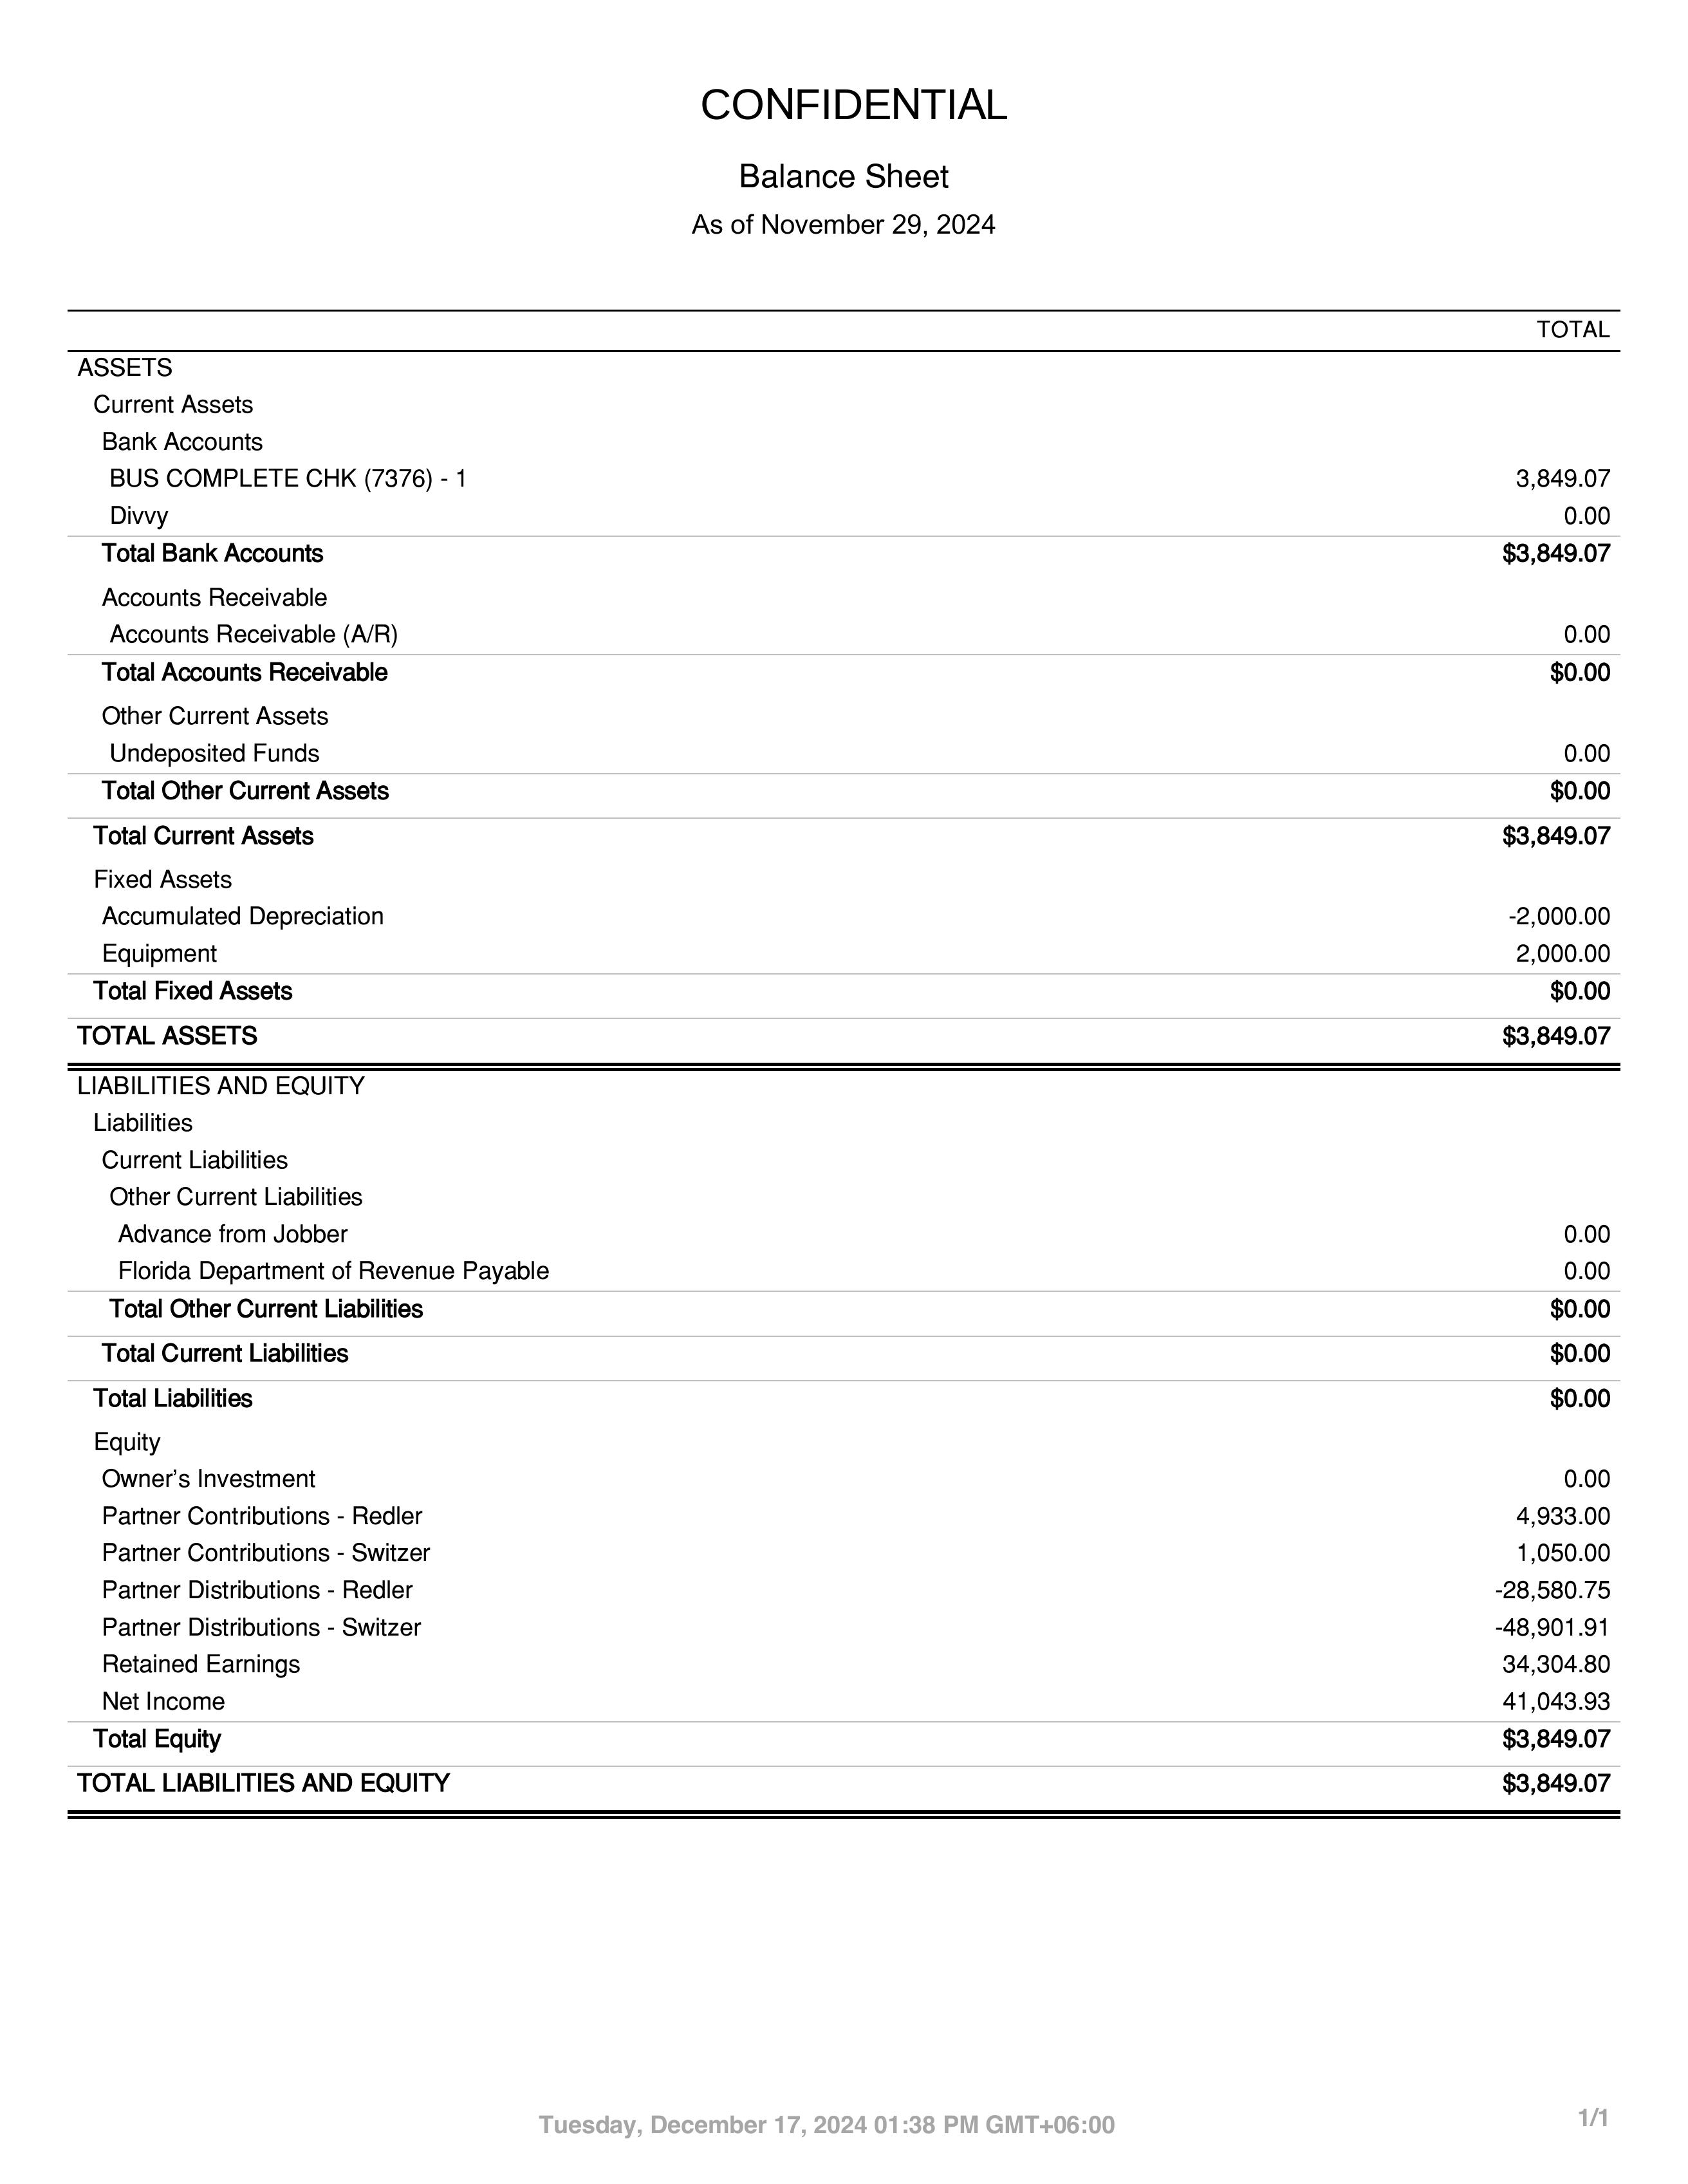 CONFIDENTIAL
Balance Sheet
As of November 29, 2024
TOTAL
ASSETS
Current Assets
Bank Accounts
BUS COMPLETE CHK (7376) - 1 3,849.07
Divvy 0.00
Total Bank Accounts $3,849.07
Accounts Receivable
Accounts Receivable (A/R) 0.00
Total Accounts Receivable $0.00
Other Current Assets
Undeposited Funds 0.00
Total Other Current Assets $0.00
Total Current Assets $3,849.07
Fixed Assets
Accumulated Depreciation -2,000.00
Equipment 2,000.00
Total Fixed Assets $0.00
TOTAL ASSETS $3,849.07
LIABILITIES AND EQUITY
Liabilities
Current Liabilities
Other Current Liabilities
Advance from Jobber 0.00
Florida Department of Revenue Payable 0.00
Total Other Current Liabilities $0.00
Total Current Liabilities $0.00
Total Liabilities $0.00
Equity
Owner’s Investment 0.00
Partner Contributions - Redler 4,933.00
Partner Contributions - Switzer 1,050.00
Partner Distributions - Redler -28,580.75
Partner Distributions - Switzer -48,901.91
Retained Earnings 34,304.80
Net Income 41,043.93
Total Equity $3,849.07
TOTAL LIABILITIES AND EQUITY $3,849.07
Tuesday, December 17, 2024 01:38 PM GMT+06:00 1/1